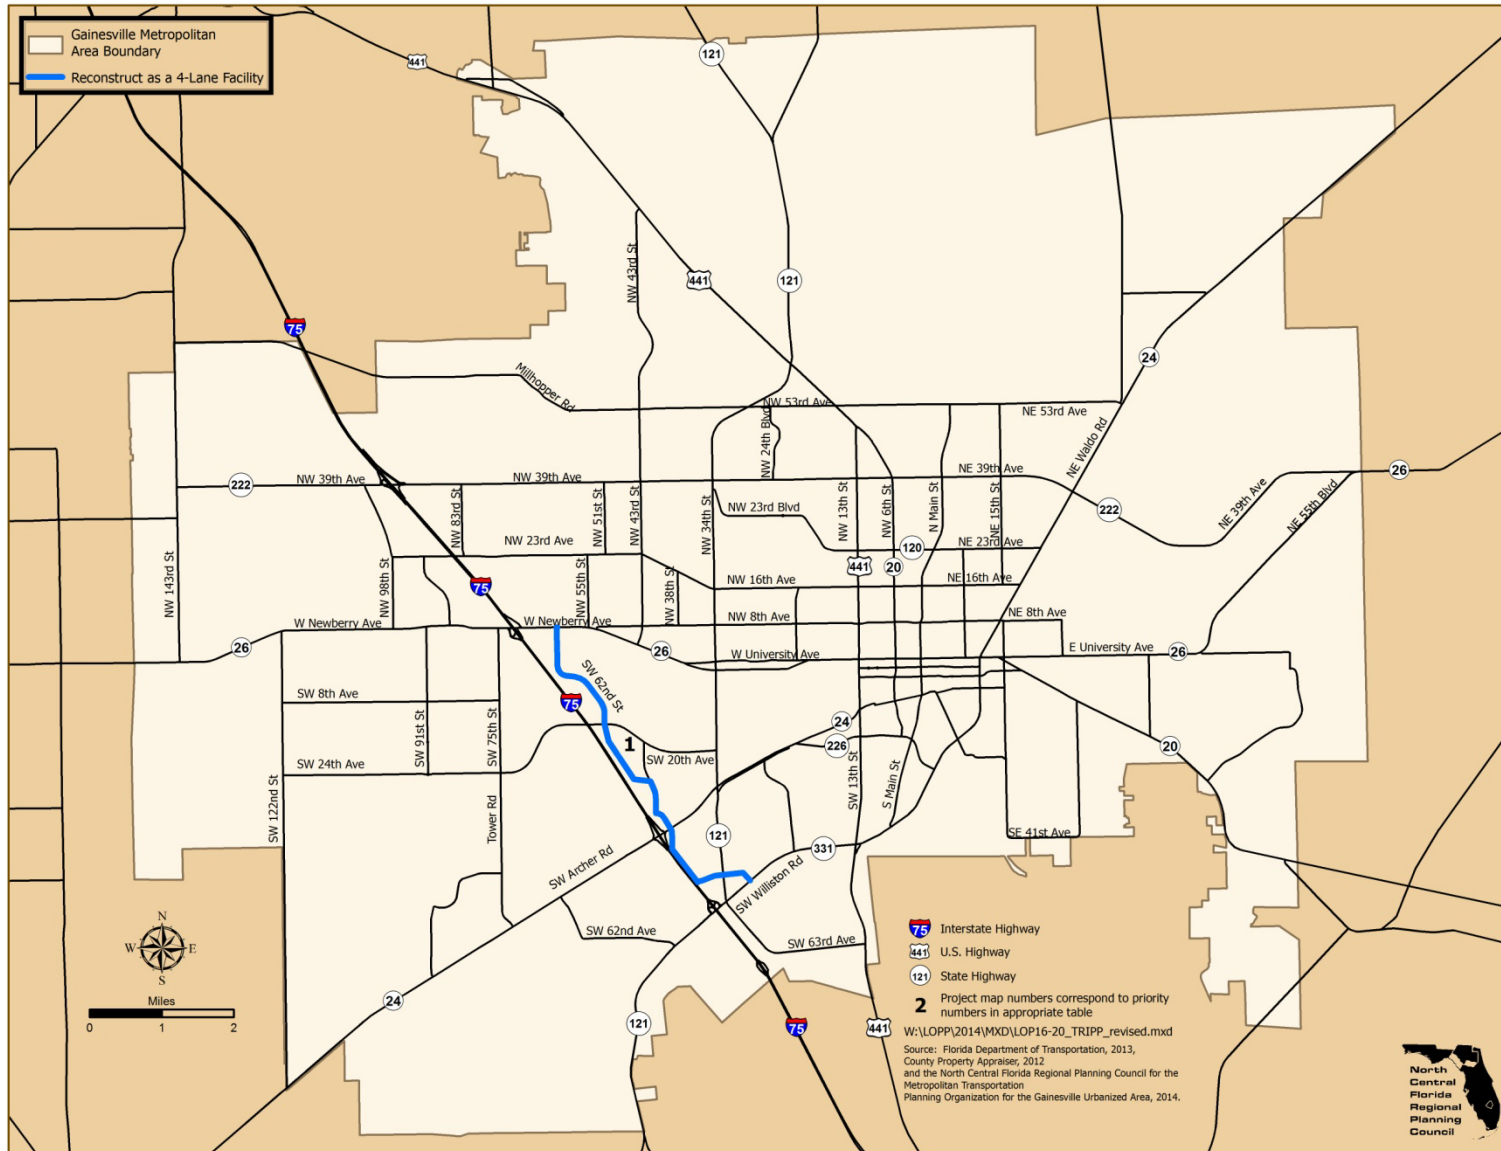 Gainesville Metropolitan
Area Boundary
Reconstruct as a 4-Lane Facility
441
121
NW 43rd St
441
121
75
24
Millhopper Rd
NW 53rd Ave
NE 53rd Ave
NW 24th Blvd
NE Waldo Rd
222
NW 39th Ave
NW 39th Ave
NE 39th Ave
26
NW 83rd St
NW 51st St
NW 43rd St
NW 34th St
NW 23rd Blvd
NW 13th St
NW 6th St
N Main St
NE 15th St
222
NE 39th Ave
NE 55th Blvd
NW 23rd Ave
120
NE 23rd Ave
NW 143rd St
NW 98th St
75
NW 55th St
NW 38th St
NW 16th Ave
441
20
NE 16th Ave
W Newberry Ave
W Newberry Ave
NW 8th Ave
NE 8th Ave
26
26
W University Ave
E University Ave
26
SW 62nd St
SW 8th Ave
75
SW 91st St
SW 75th St
24
1
226
20
SW 24th Ave
SW 20th Ave
SW 122nd St
Tower Rd
SW 13th St
S Main St
121
331
SE 41st Ave
SW Archer Rd
SW Williston Rd
SW 62nd Ave
SW 63rd Ave
N
W
E
S
Miles
0
1
2
24
121
75
441
75
Interstate Highway
441
U.S. Highway
121
State Highway
2
Project map numbers correspond to priority
numbers in appropriate table
W:\LOPP\2014\MXD\LOP16-20_TRIPP_revised.mxd
Source: Florida Department of Transportation, 2013,
County Property Appraiser, 2012
and the North Central Florida Regional Planning Council for the
Metropolitan Transportation
Planning Organization for the Gainesville Urbanized Area, 2014.
North
Central
Florida
Regional
Planning
Council